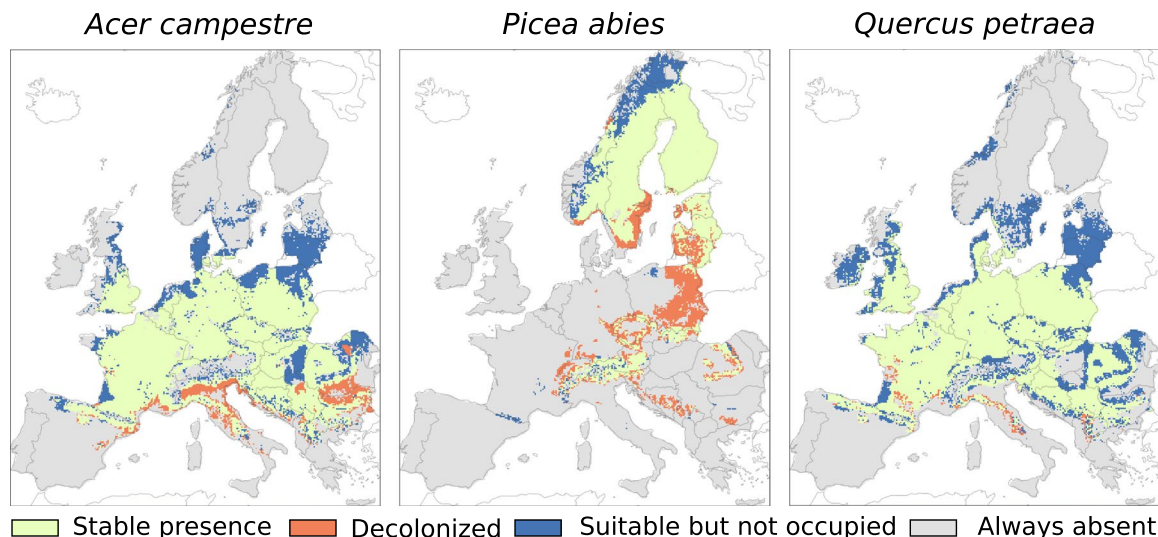 Acer campestre Picea abies Quercus petraea
Stable presence Decolonized Suitable but not occupied Always absent